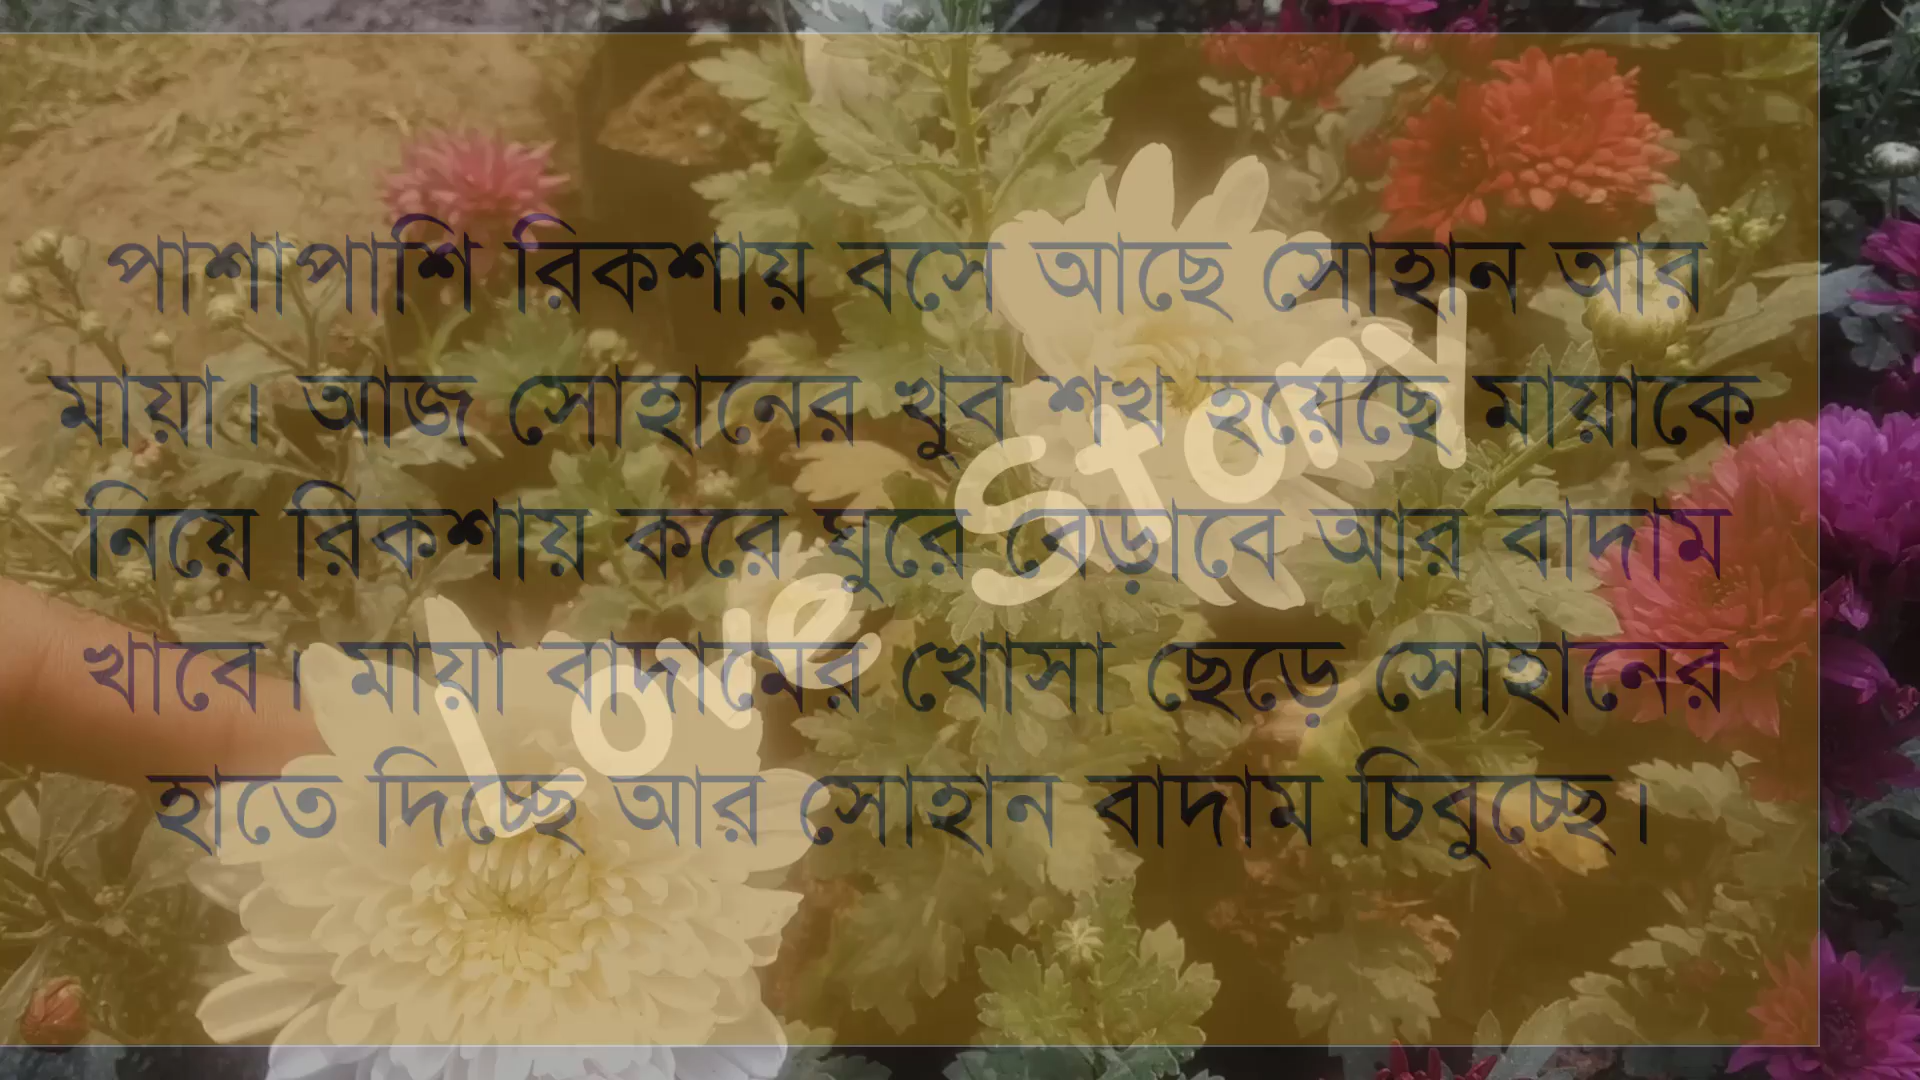 পাশাপাশি রিকশায় বসে আছে সোহান আর
মায়া। আজ সোহানের খুব শখ হয়েছে মায়াকে
নিয়ে রিকশায় করে ঘুরে বেড়াবে আর বাদাম
খাবে। মায়া বাদামের খোসা ছেড়ে সোহানের
হাতে দিচ্ছে আর সোহান বাদাম চিবুচ্ছে।
Love Story